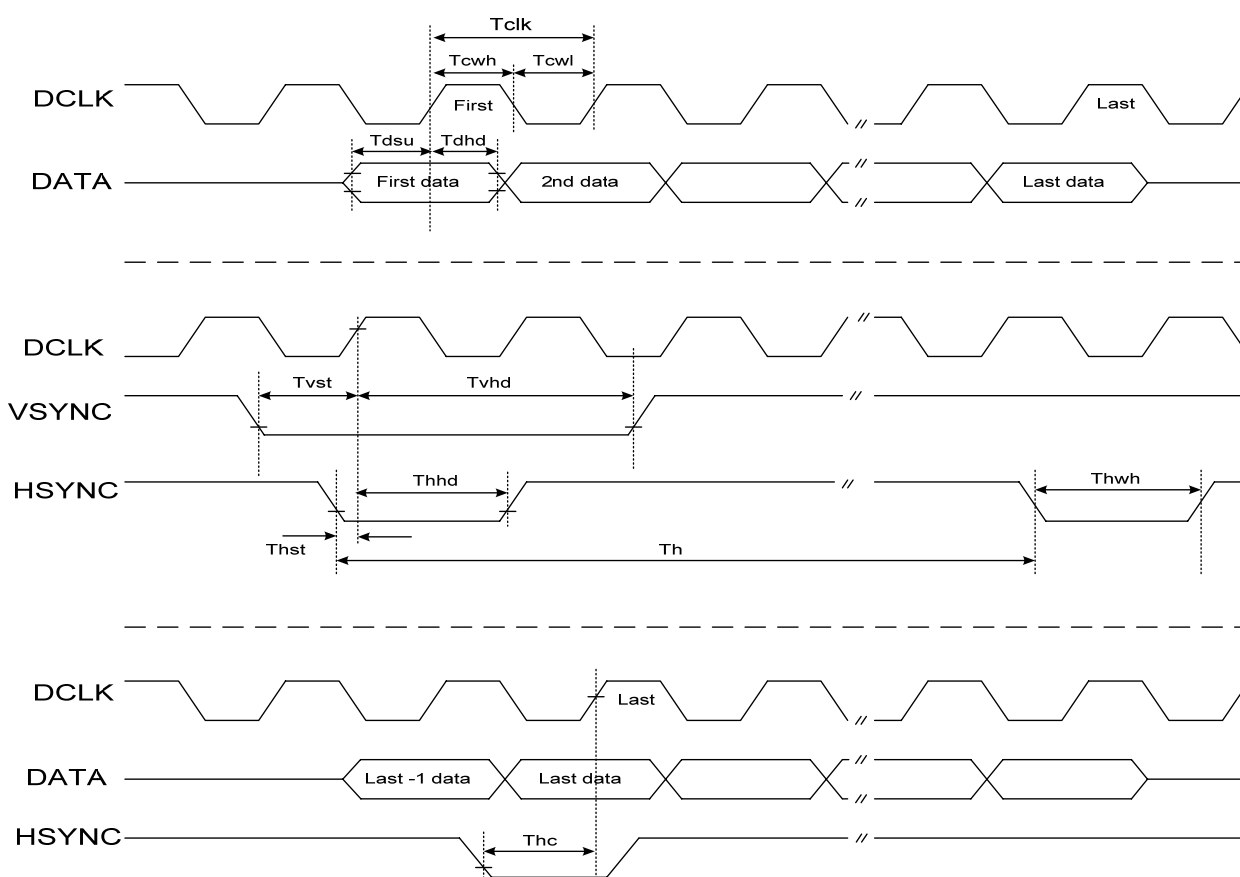 Tclk
Tcwh Tcwl
DCLK First Last
Tdsu Tdhd
DATA First data 2nd data Last data
DCLK
Tvst Tvhd
VSYNC
HSYNC Thhd Thwh
Thst Th
DCLK Last
DATA Last -1 data Last data
HSYNC Thc